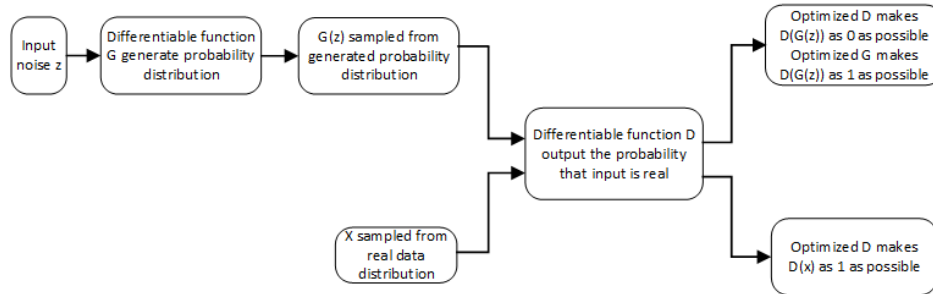 Input
noise z
Differentiable function
G generate probability
distribution
G(z) sampled from
generated probability
distribution
X sampled from
real data
distribution
Differentiable function D
output the probability
that input is real
Optimized D makes
D(G(z)) as 0 as possible
Optimized G makes
D(G(z)) as 1 as possible
Optimized D makes
D(x) as 1 as possible